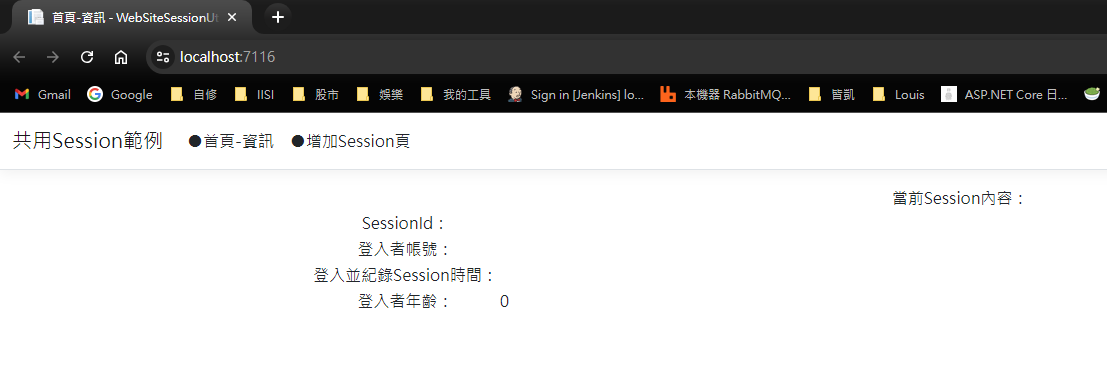 首頁-資訊 - WebSiteSessionUt
localhost:7116
Gmail Google 自修 IISI 股市 娛樂 我的工具 Sign in [Jenkins] lo... 本機器 RabbitMQ... 皆凱 Louis ASP.NET Core 日...
共用Session範例 ●首頁-資訊 ●增加Session頁
當前Session內容：
SessionId：
登入者帳號：
登入並紀錄Session時間：
登入者年齡： 0